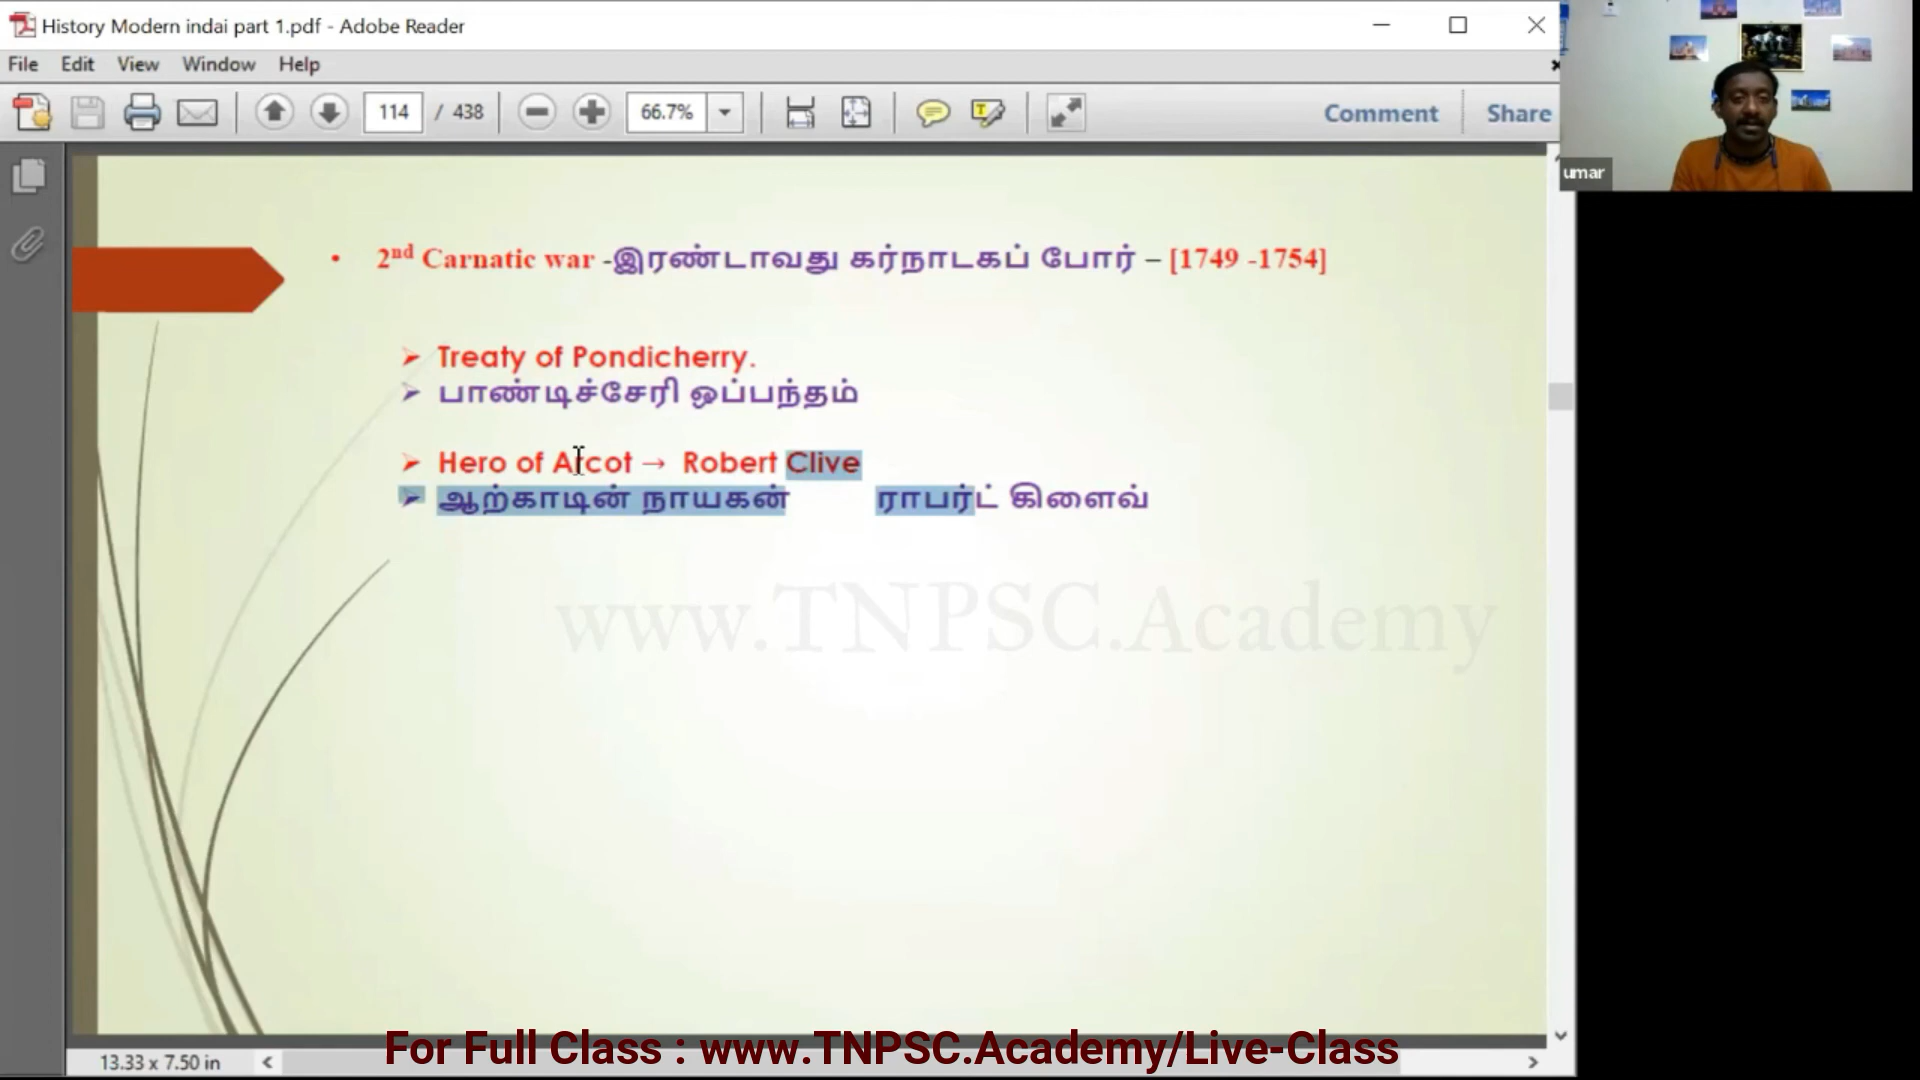 History Modern indai part 1.pdf - Adobe Reader
File Edit View Window Help
114 / 438 66.7% Comment Share
umar
• 2nd Carnatic war -இரண்டாவது கர்நாடகப் போர் – [1749 -1754]
➢ Treaty of Pondicherry.
➢ பாண்டிச்சேரி ஒப்பந்தம்
➢ Hero of Arcot → Robert Clive
➢ ஆற்காடின் நாயகன் ராபர்ட் கிளைவ்
www.TNPSC.Academy
For Full Class : www.TNPSC.Academy/Live-Class
13.33 x 7.50 in